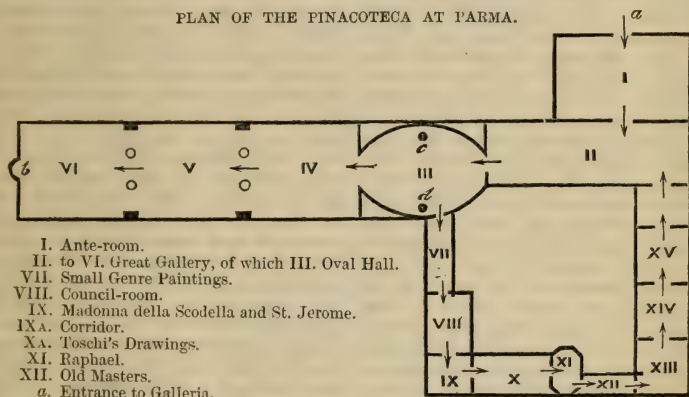 PLAN OF THE PINACOTECA AT PARMA.
a
I
b VI V IV c III d II
VII
VIII
IX X XI XII XIII
XIV
XV
I. Ante-room.
II. to VI. Great Gallery, of which III. Oval Hall.
VII. Small Genre Paintings.
VIII. Council-room.
IX. Madonna della Scodella and St. Jerome.
IXA. Corridor.
XA. Toschi's Drawings.
XI. Raphael.
XII. Old Masters.
a. Entrance to Galleria.